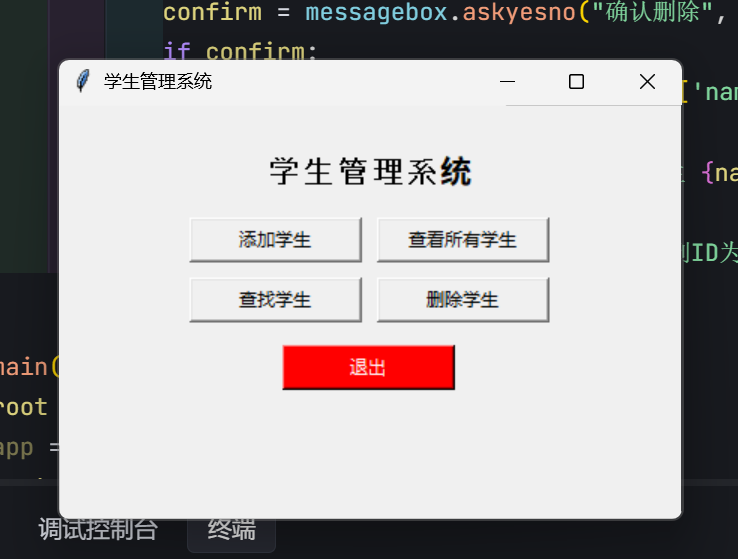 confirm = messagebox.askyesno("确认删除",
if confirm:
学生管理系统
['nam
{na
学生管理系统
添加学生
查看所有学生
ID为
查找学生
删除学生
退出
main(
root
app =
调试控制台
终端